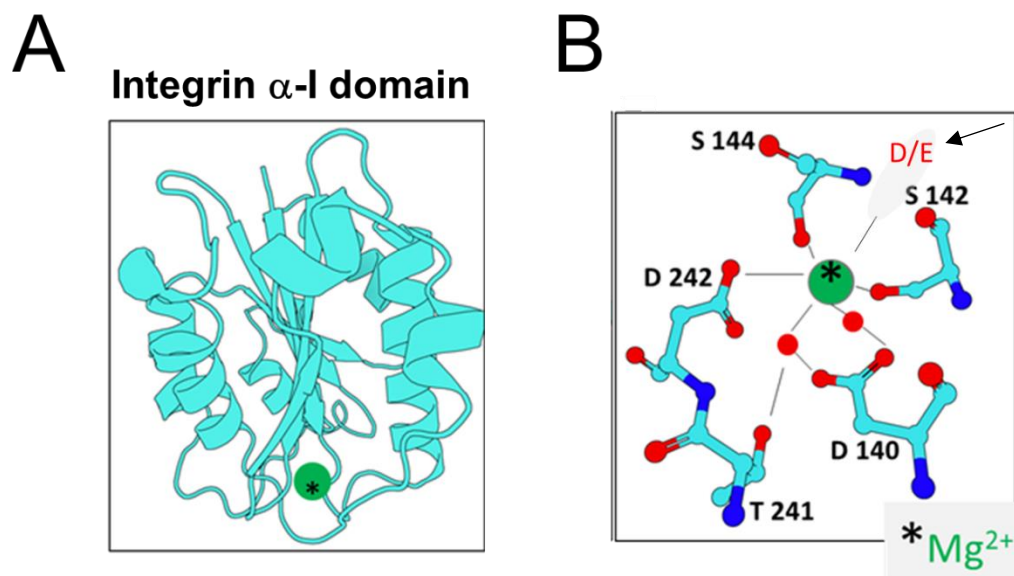 A
Integrin α-I domain
*
B
S 144
D/E
S 142
*
D 242
D 140
T 241
*Mg²⁺